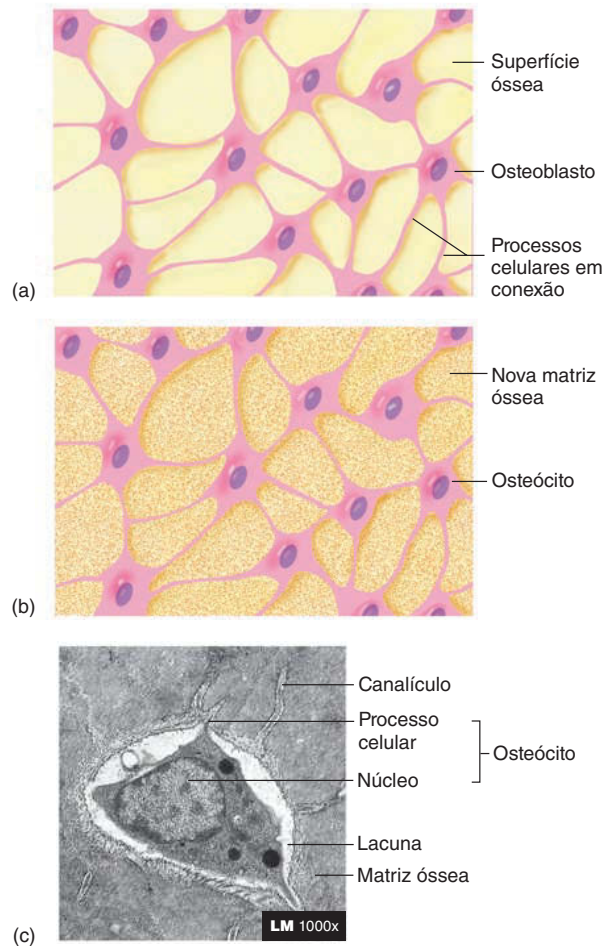 Superfície
óssea
Osteoblasto
Processos
celulares em
conexão
(a)
Nova matriz
óssea
Osteócito
(b)
Canalículo
Processo
celular
Osteócito
Núcleo
Lacuna
Matriz óssea
LM 1000x
(c)